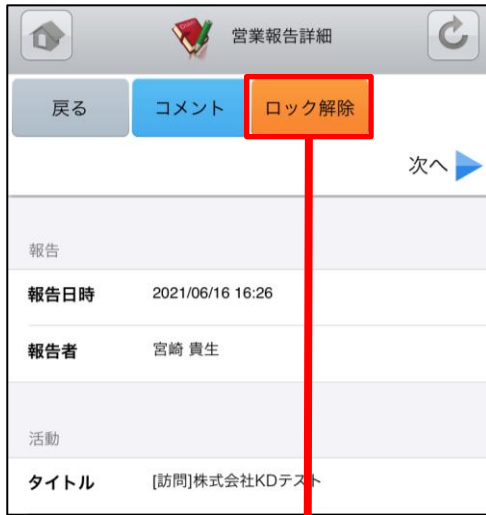 営業報告詳細
戻る コメント ロック解除
次へ
報告
報告日時 2021/06/16 16:26
報告者 宮崎 貴生
活動
タイトル [訪問]株式会社KDテスト